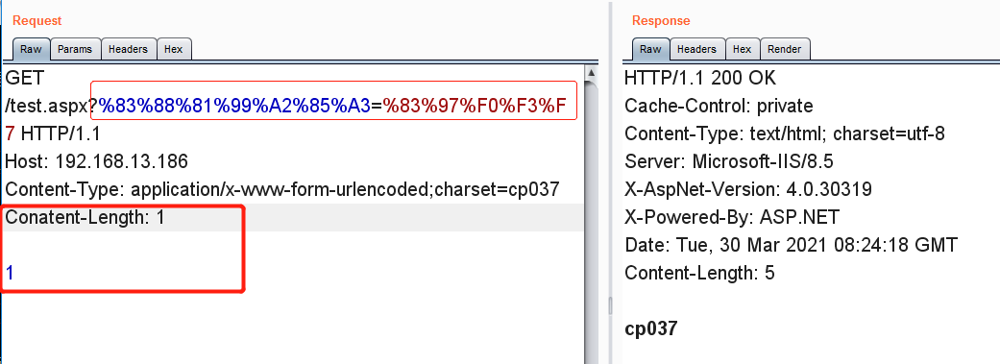 Request
Raw Params Headers Hex
GET
/test.aspx?%83%88%81%99%A2%85%A3=%83%97%F0%F3%F
7 HTTP/1.1
Host: 192.168.13.186
Content-Type: application/x-www-form-urlencoded;charset=cp037
Conatent-Length: 1
1
Response
Raw Headers Hex Render
HTTP/1.1 200 OK
Cache-Control: private
Content-Type: text/html; charset=utf-8
Server: Microsoft-IIS/8.5
X-AspNet-Version: 4.0.30319
X-Powered-By: ASP.NET
Date: Tue, 30 Mar 2021 08:24:18 GMT
Content-Length: 5
cp037